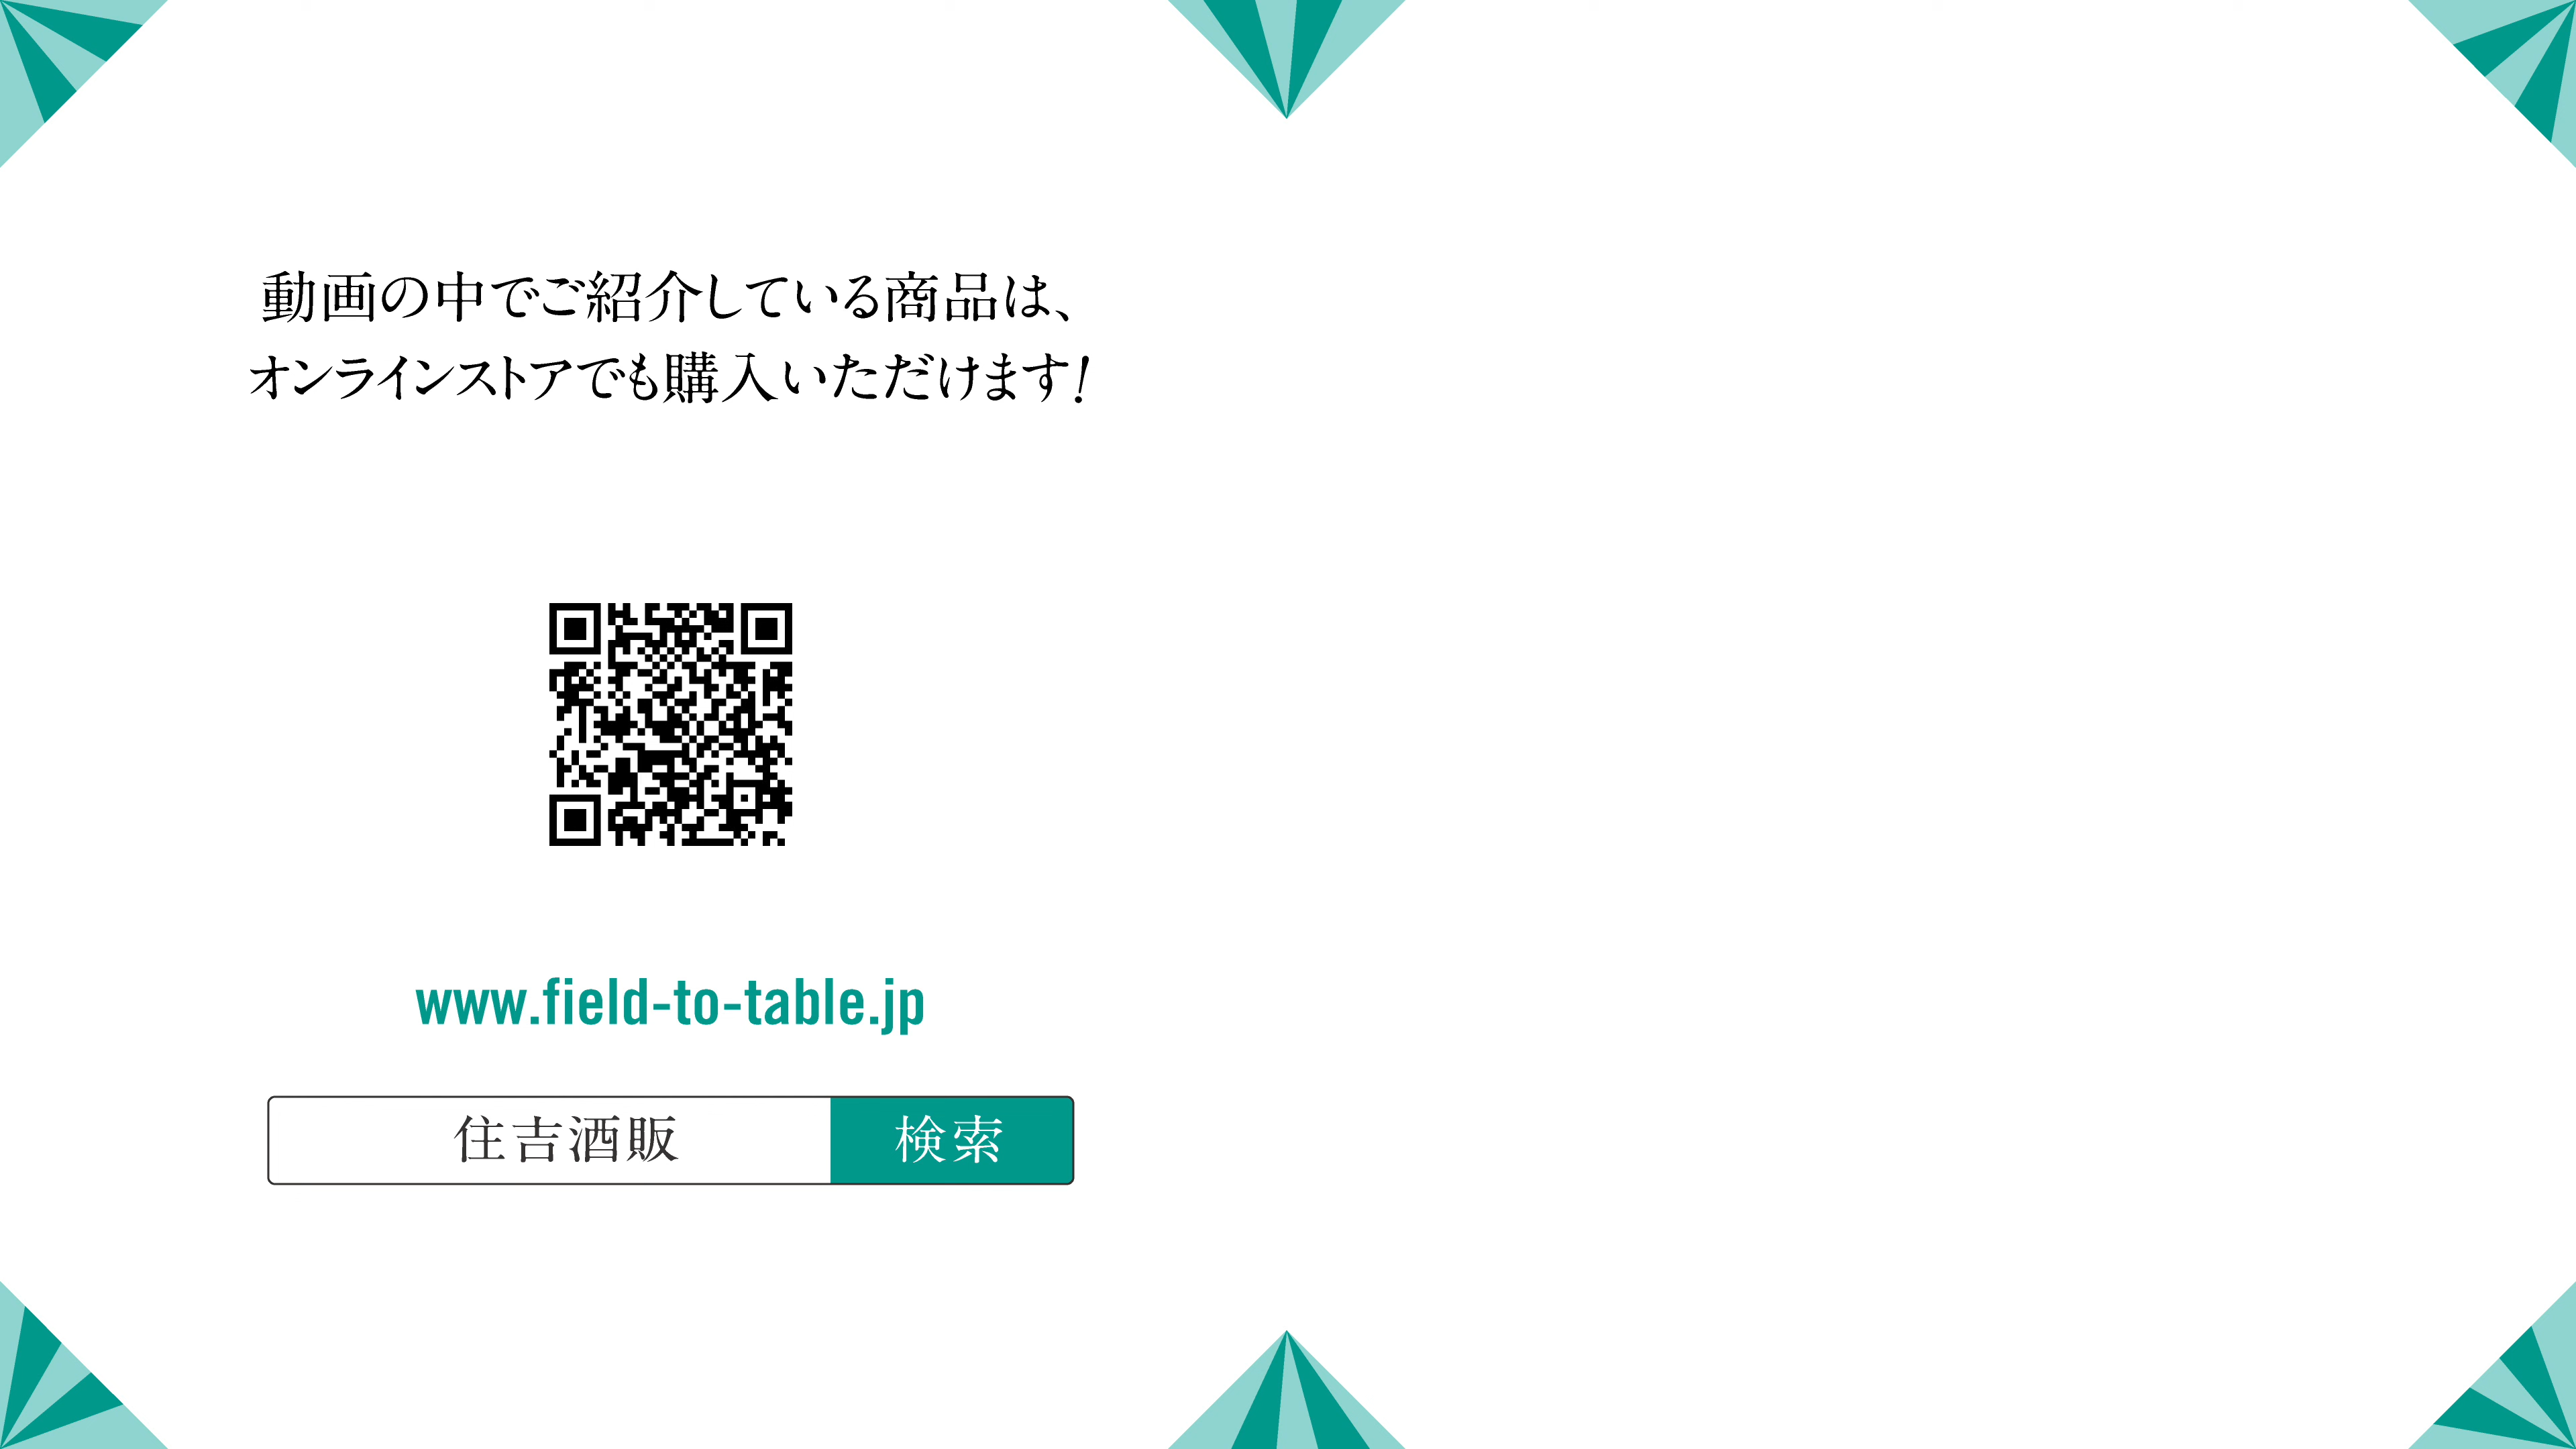 動画の中でご紹介している商品は、
オンラインストアでも購入いただけます!
www.field-to-table.jp
住吉酒販
検索